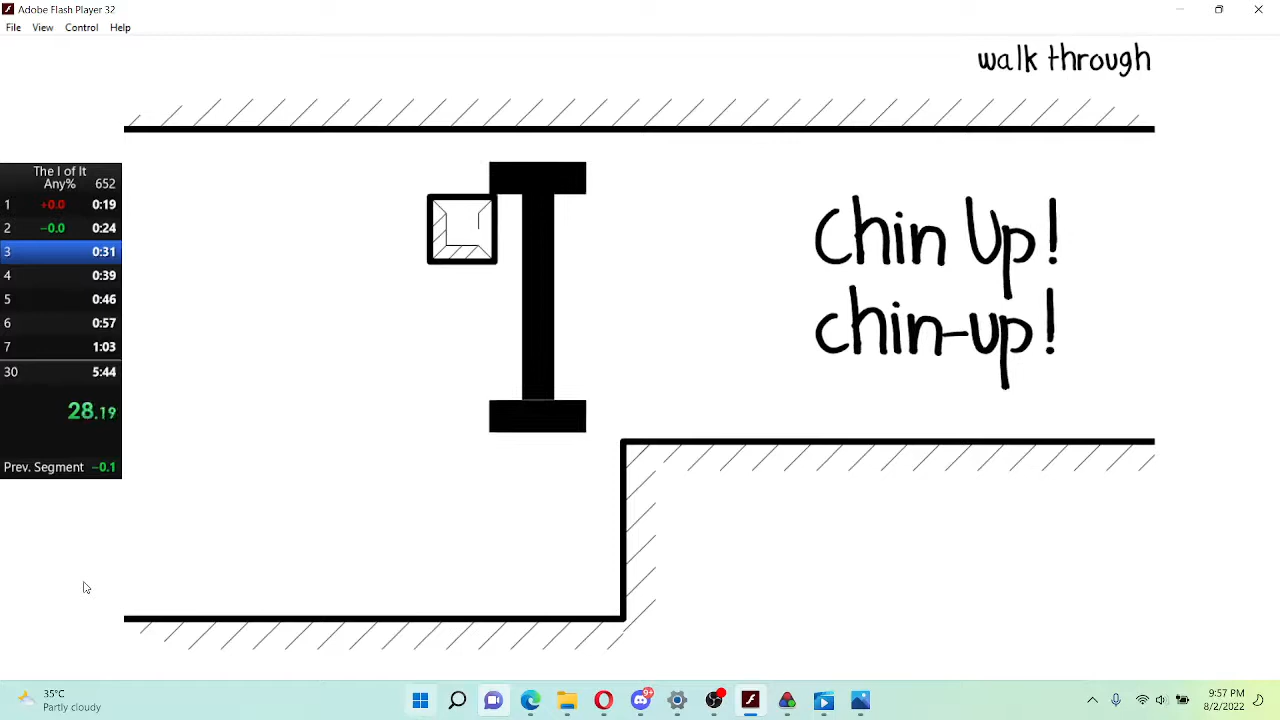 Adobe Flash Player 32
File View Control Help
walk through
The I of It
Any% 652
1 +0.0 0:19
2 −0.0 0:24
3 0:31
4 0:39
5 0:46
6 0:57
7 1:03
30 5:44
28.19
Prev. Segment −0.1
Chin Up!
chin-up!
35°C
Partly cloudy
9+
9:57 PM
8/2/2022